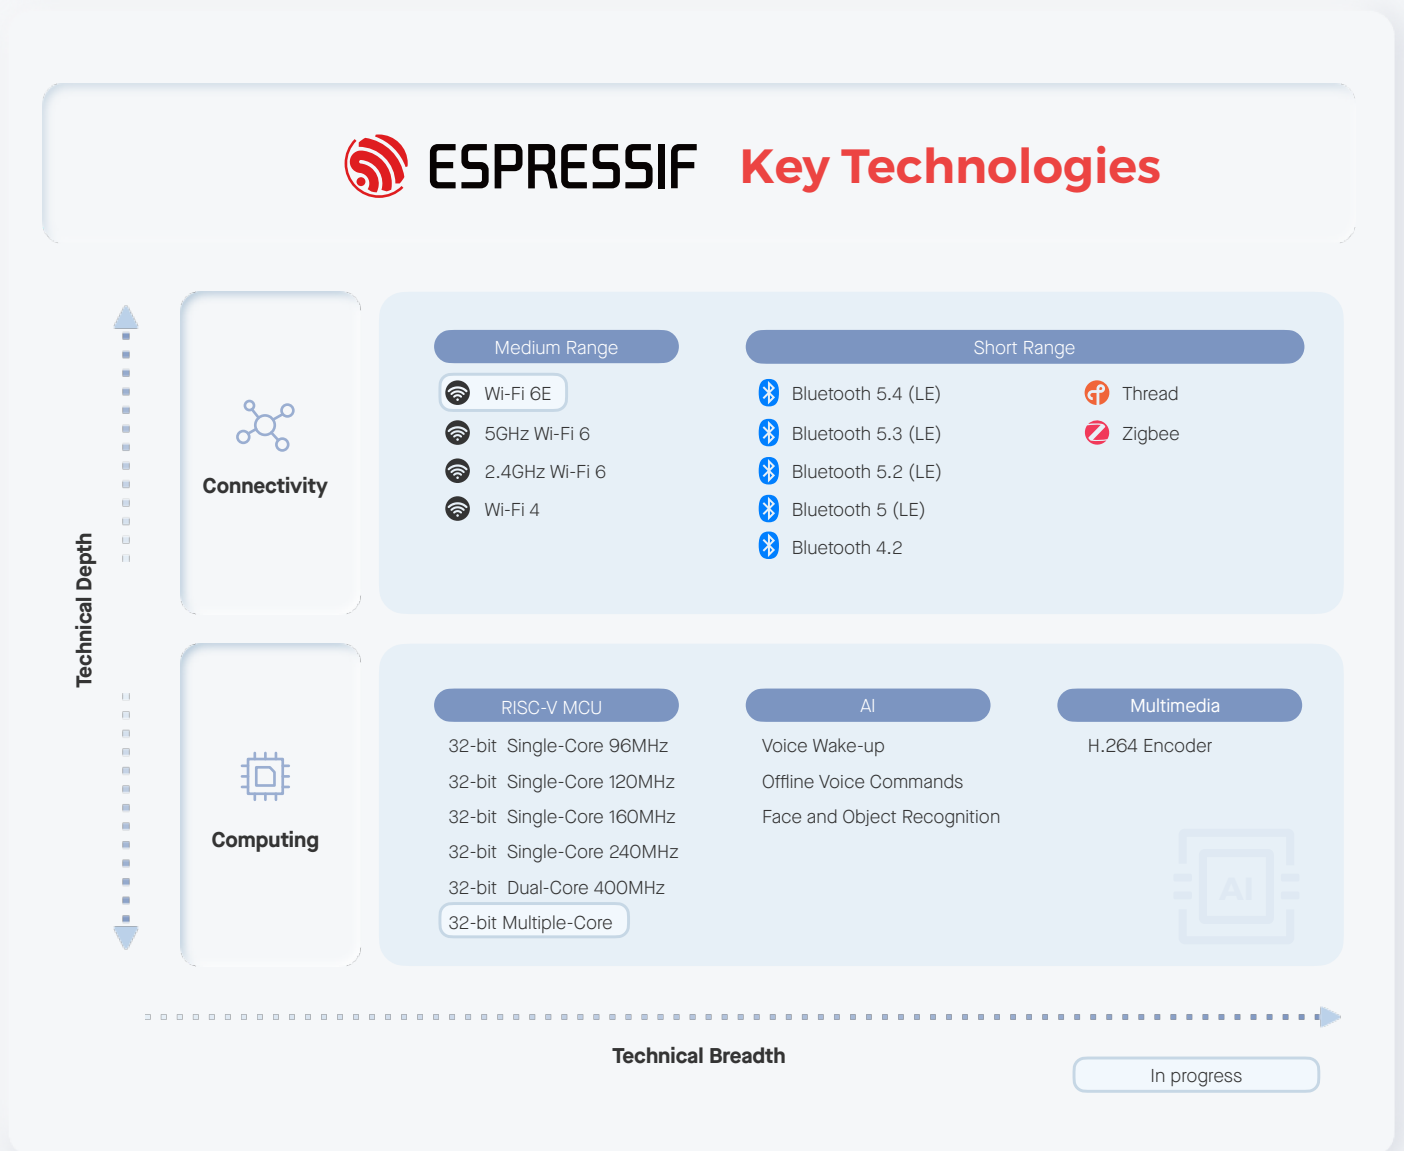 ESPRESSIF Key Technologies
Technical Depth
Connectivity
Medium Range
Wi-Fi 6E
5GHz Wi-Fi 6
2.4GHz Wi-Fi 6
Wi-Fi 4
Short Range
Bluetooth 5.4 (LE)
Bluetooth 5.3 (LE)
Bluetooth 5.2 (LE)
Bluetooth 5 (LE)
Bluetooth 4.2
Thread
Zigbee
Computing
RISC-V MCU
32-bit Single-Core 96MHz
32-bit Single-Core 120MHz
32-bit Single-Core 160MHz
32-bit Single-Core 240MHz
32-bit Dual-Core 400MHz
32-bit Multiple-Core
AI
Voice Wake-up
Offline Voice Commands
Face and Object Recognition
Multimedia
H.264 Encoder
AI
Technical Breadth
In progress